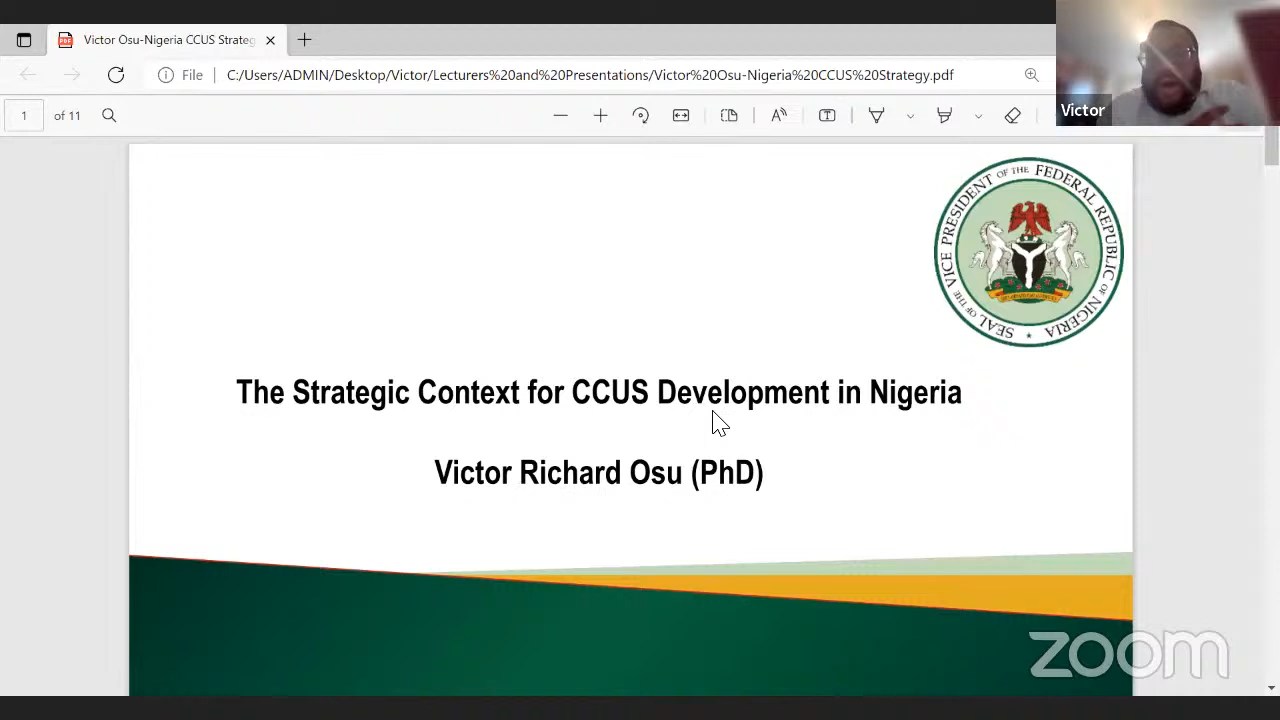 Victor Osu-Nigeria CCUS Strateg
File
C:/Users/ADMIN/Desktop/Victor/Lecturers%20and%20Presentations/Victor%20Osu-Nigeria%20CCUS%20Strategy.pdf
Victor
1 of 11
SEAL OF THE VICE PRESIDENT OF THE FEDERAL REPUBLIC OF NIGERIA
The Strategic Context for CCUS Development in Nigeria
Victor Richard Osu (PhD)
zoom